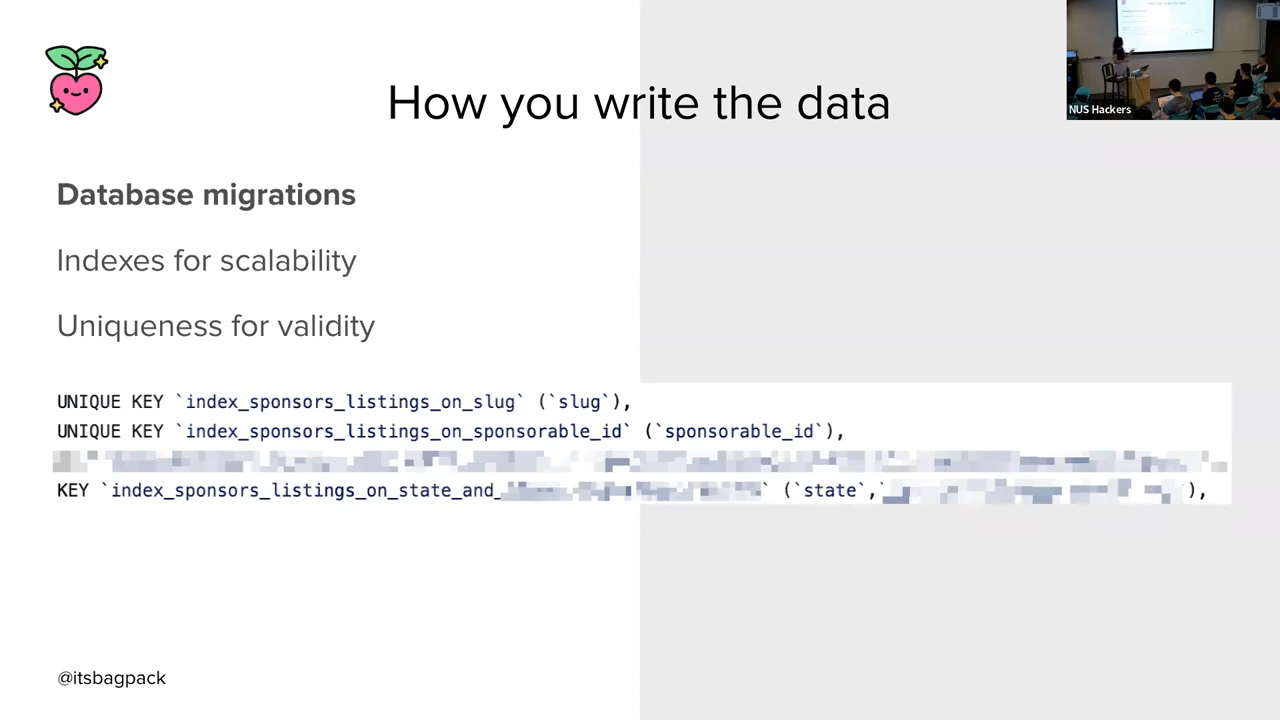 How you write the data
NUS Hackers
Database migrations
Indexes for scalability
Uniqueness for validity
UNIQUE KEY `index_sponsors_listings_on_slug` (`slug`),
UNIQUE KEY `index_sponsors_listings_on_sponsorable_id` (`sponsorable_id`),
KEY `index_sponsors_listings_on_state_and_` (`state`,` `),
@itsbagpack